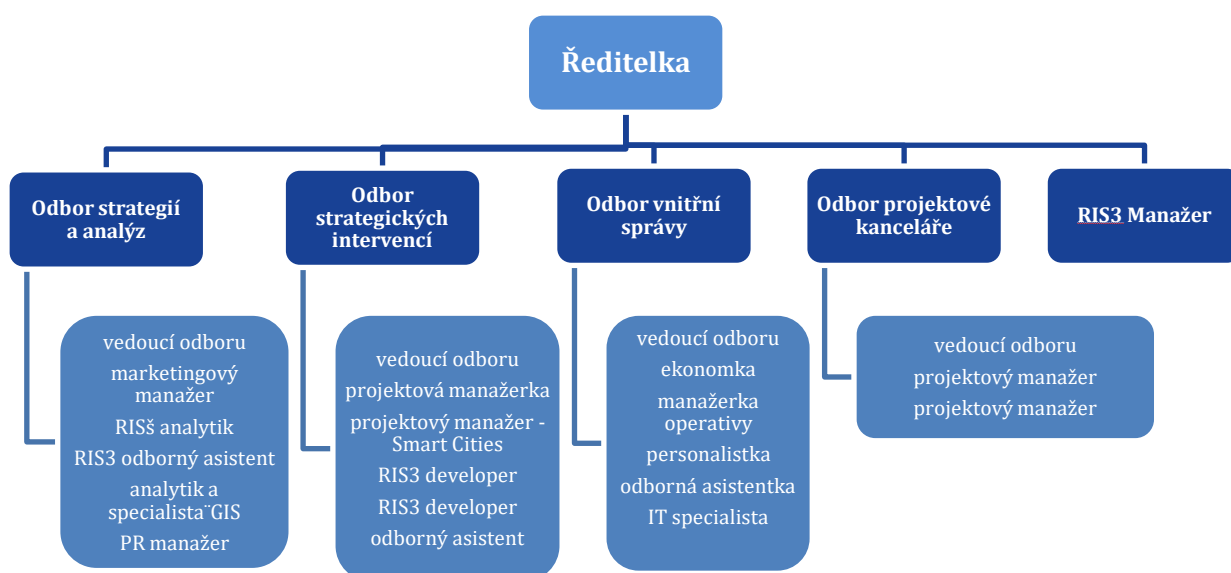 Ředitelka
Odbor strategií
a analýz
Odbor
strategických
intervencí
Odbor vnitřní
správy
Odbor projektové
kanceláře
RIS3 Manažer
vedoucí odboru
marketingový
manažer
RISš analytik
RIS3 odborný asistent
analytik a
specialista¨GIS
PR manažer
vedoucí odboru
projektová manažerka
projektový manažer -
Smart Cities
RIS3 developer
RIS3 developer
odborný asistent
vedoucí odboru
ekonomka
manažerka
operativy
personalistka
odborná asistentka
IT specialista
vedoucí odboru
projektový manažer
projektový manažer